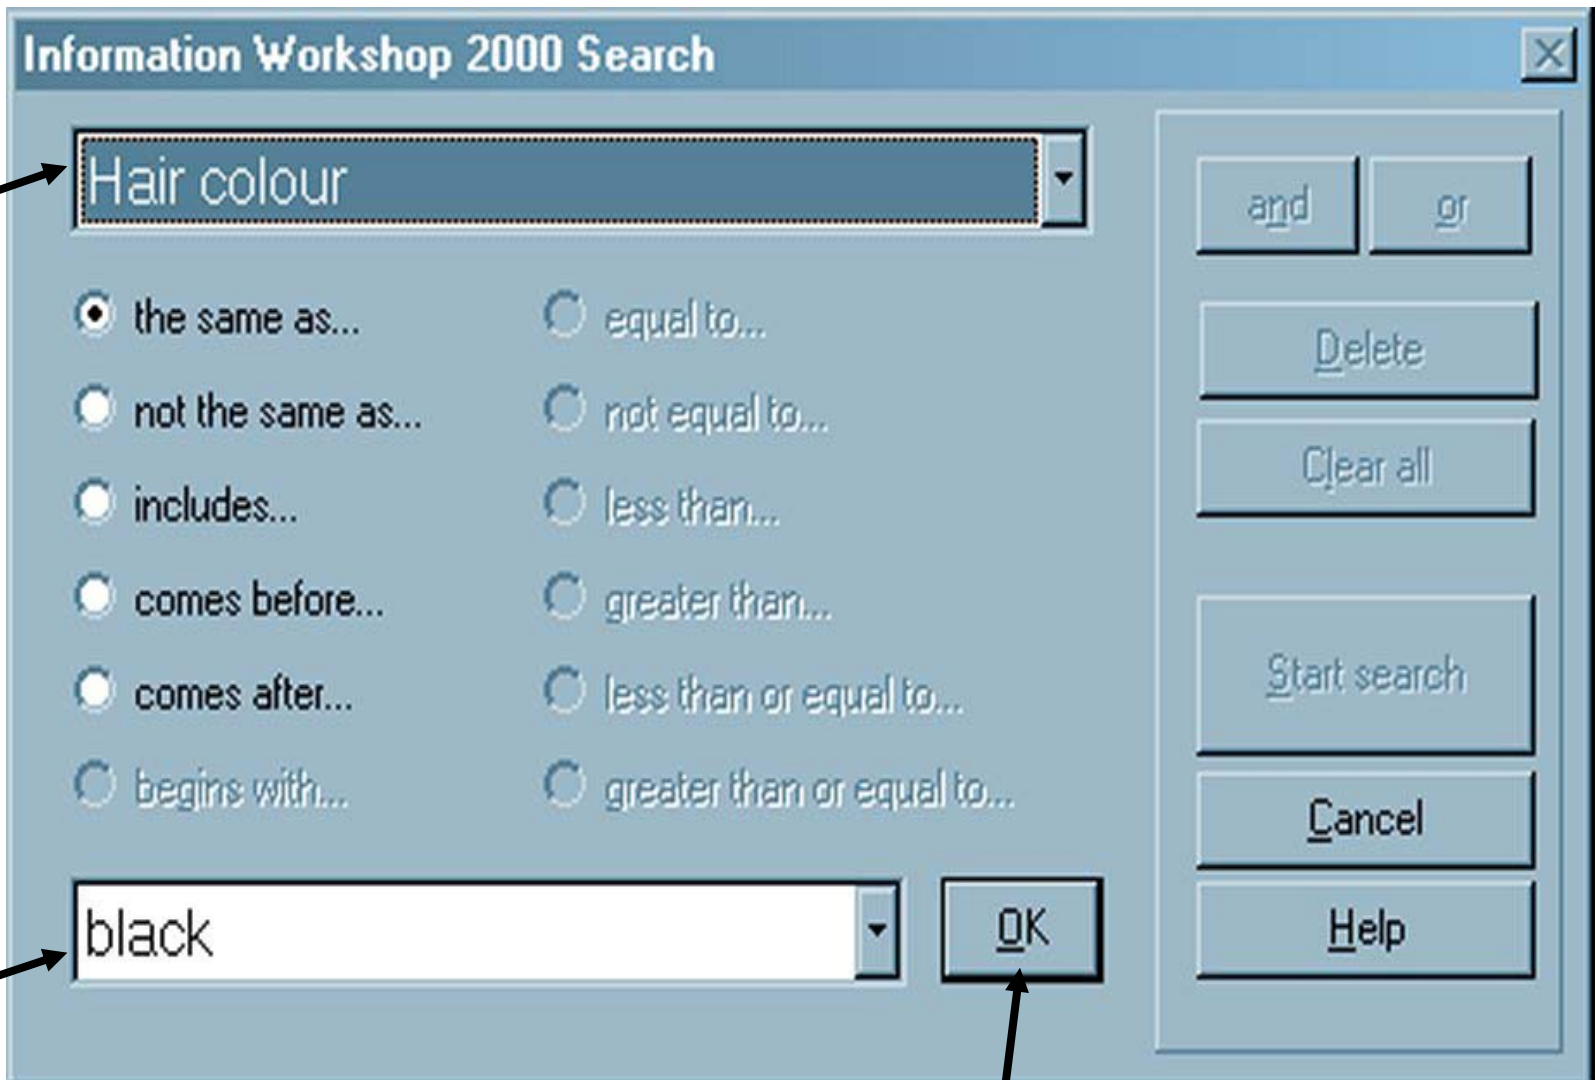 Information Workshop 2000 Search
Hair colour
the same as...
equal to...
not the same as...
not equal to...
includes...
less than...
comes before...
greater than...
comes after...
less than or equal to...
begins with...
greater than or equal to...
black
OK
and
or
Delete
Clear all
Start search
Cancel
Help